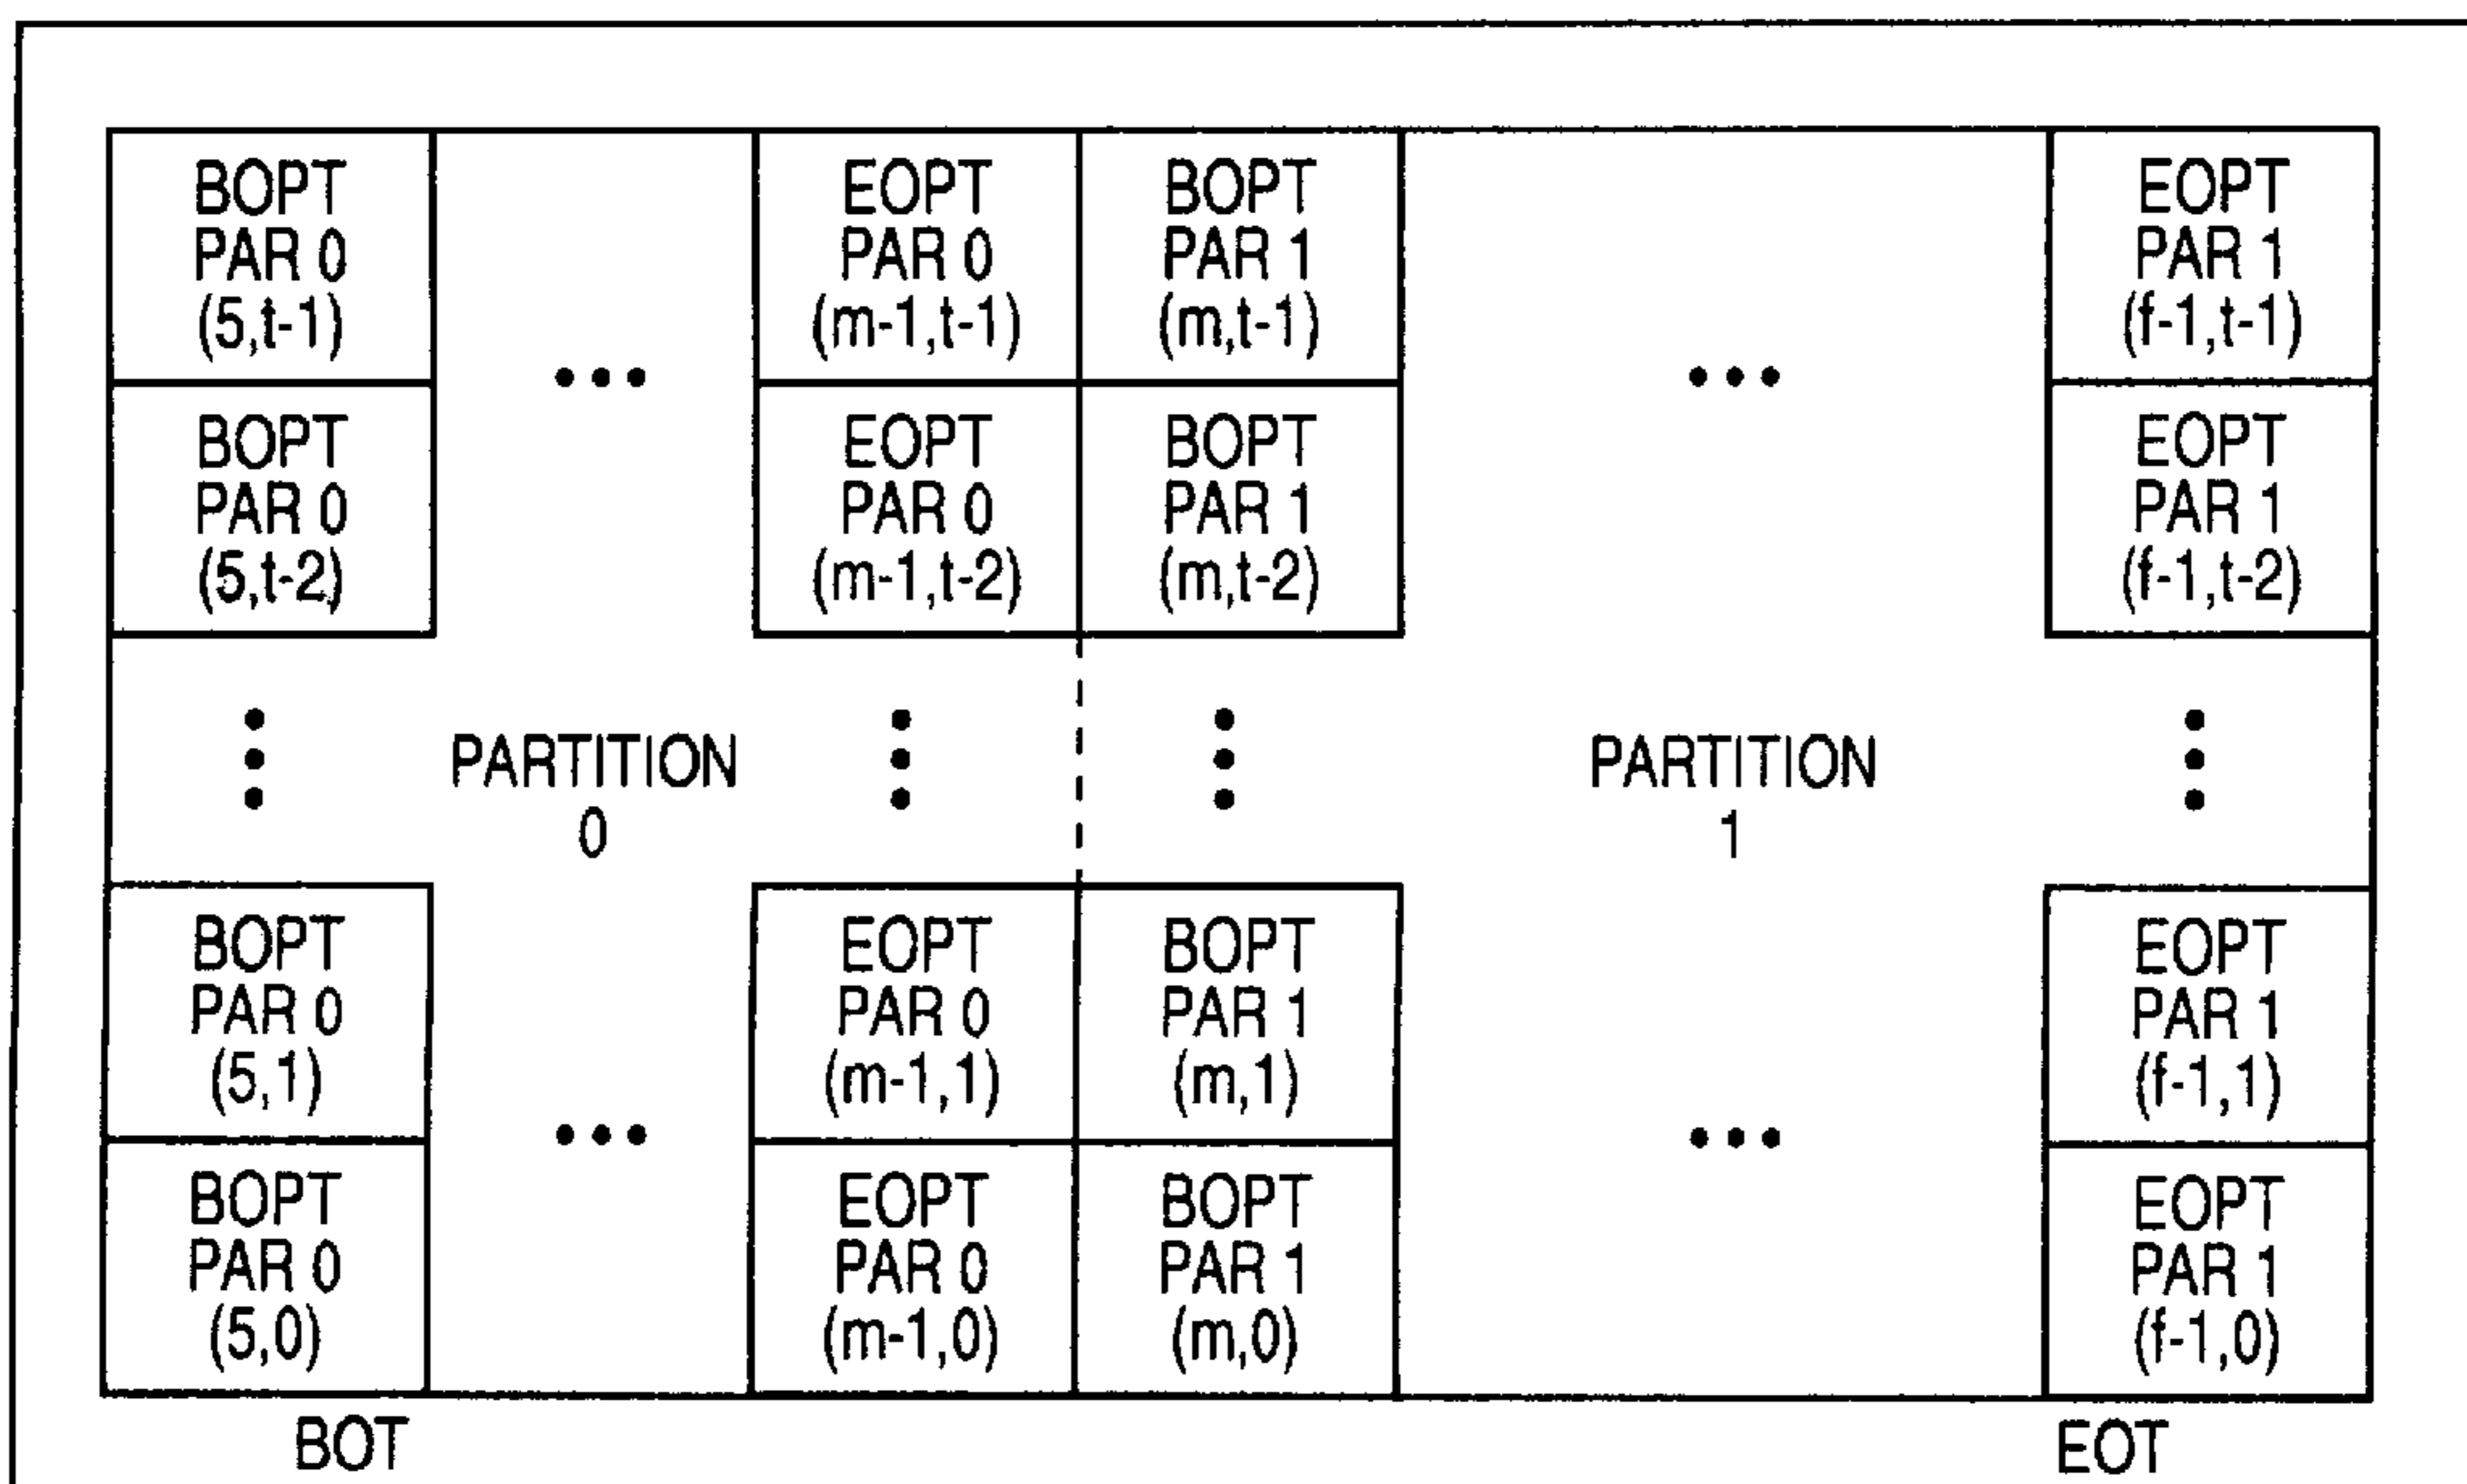 BOPT
PAR 0
(5,t-1)
EOPT
PAR 0
(m-1,t-1)
BOPT
PAR 1
(m,t-1)
EOPT
PAR 1
(f-1,t-1)
BOPT
PAR 0
(5,t-2)
EOPT
PAR 0
(m-1,t-2)
BOPT
PAR 1
(m,t-2)
EOPT
PAR 1
(f-1,t-2)
PARTITION
0
PARTITION
1
BOPT
PAR 0
(5,1)
EOPT
PAR 0
(m-1,1)
BOPT
PAR 1
(m,1)
EOPT
PAR 1
(f-1,1)
BOPT
PAR 0
(5,0)
EOPT
PAR 0
(m-1,0)
BOPT
PAR 1
(m,0)
EOPT
PAR 1
(f-1,0)
BOT
EOT